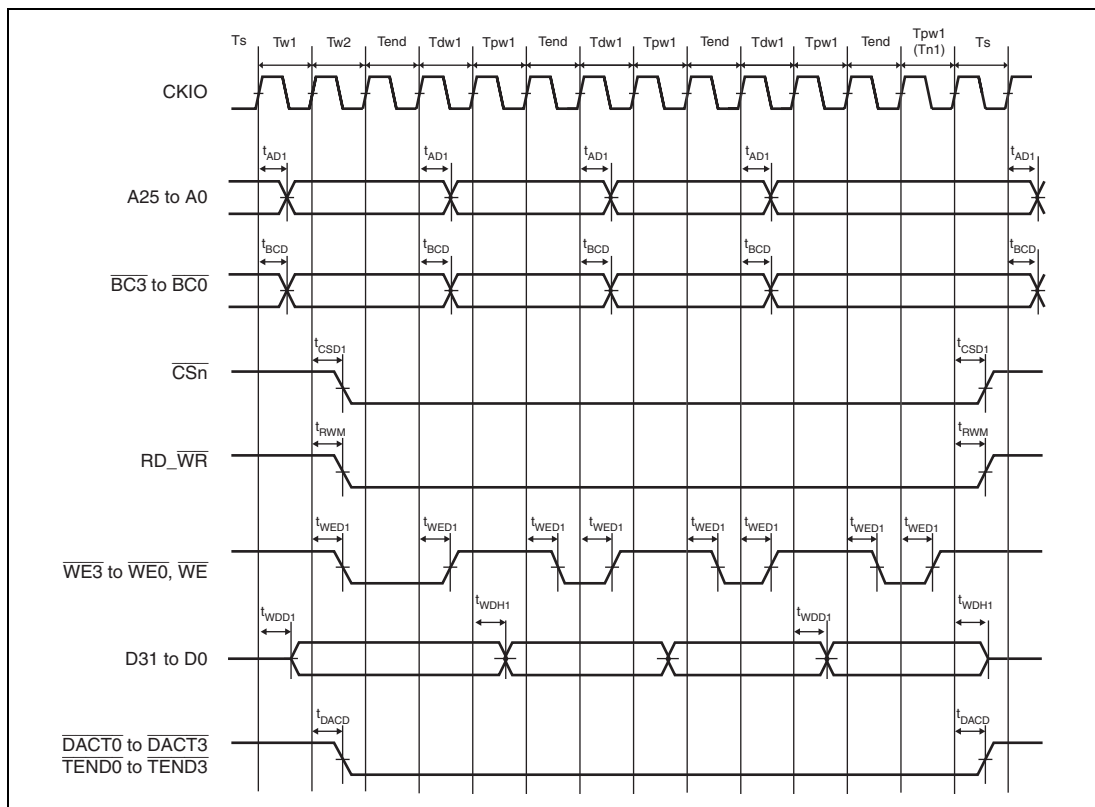 Ts Tw1 Tw2 Tend Tdw1 Tpw1 Tend Tdw1 Tpw1 Tend Tdw1 Tpw1 Tend Tpw1 (Tn1) Ts
CKIO
tAD1 tAD1 tAD1 tAD1 tAD1
A25 to A0
tBCD tBCD tBCD tBCD tBCD
BC3 to BC0
tCSD1 tCSD1
CSn
tRWM tRWM
RD_WR
tWED1 tWED1 tWED1 tWED1 tWED1 tWED1 tWED1 tWED1
WE3 to WE0, WE
tWDD1 tWDH1 tWDD1 tWDH1
D31 to D0
tDACD tDACD
DACT0 to DACT3
TEND0 to TEND3